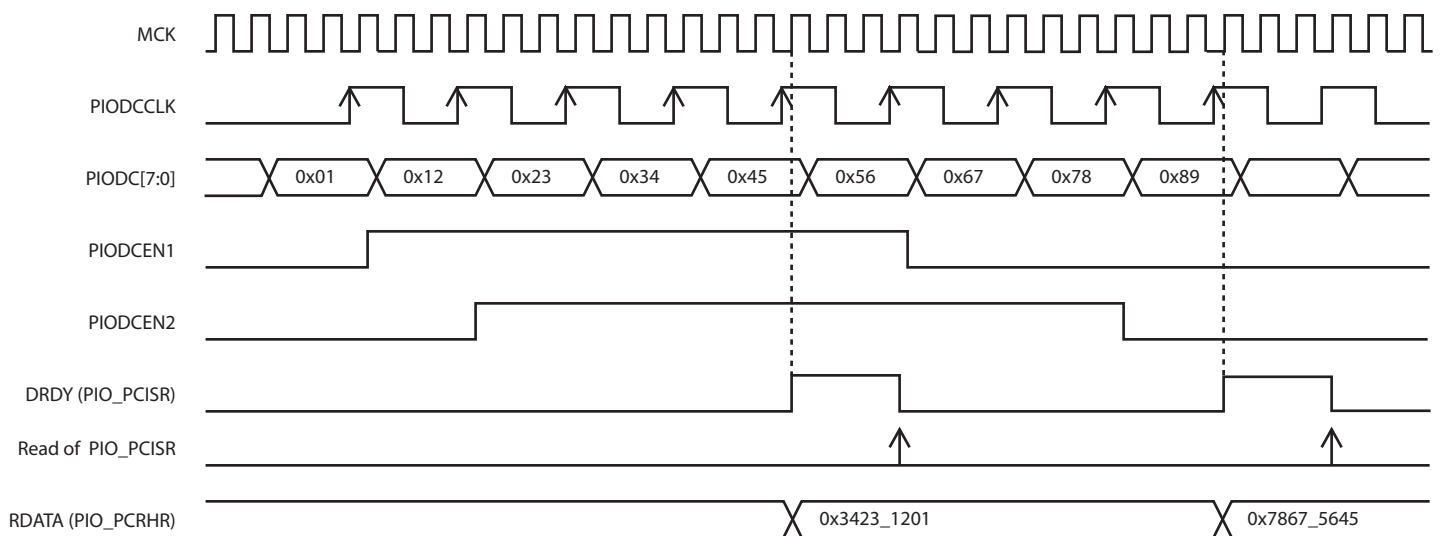 MCK
PIODCCLK
PIODC[7:0] 0x01 0x12 0x23 0x34 0x45 0x56 0x67 0x78 0x89
PIODCEN1
PIODCEN2
DRDY (PIO_PCISR)
Read of PIO_PCISR
RDATA (PIO_PCRHR) 0x3423_1201 0x7867_5645